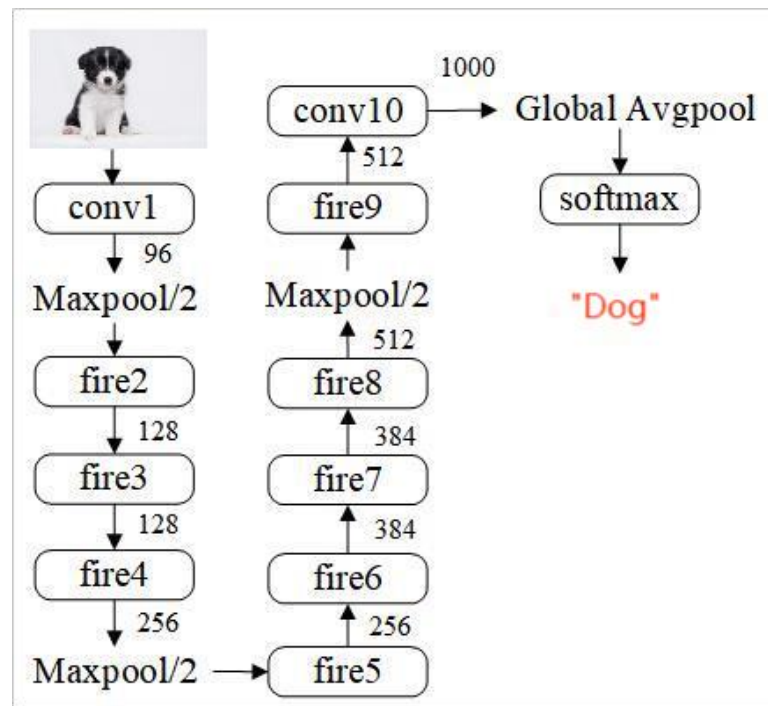 conv1
96
Maxpool/2
fire2
128
fire3
128
fire4
256
Maxpool/2
fire5
256
fire6
384
fire7
384
fire8
512
Maxpool/2
fire9
512
conv10
1000
Global Avgpool
softmax
"Dog"